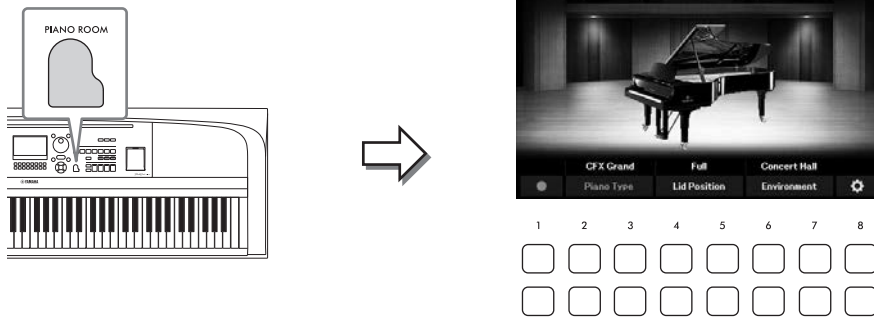 PIANO ROOM
YAMAHA
CFX Grand Full Concert Hall
Piano Type Lid Position Environment
1 2 3 4 5 6 7 8